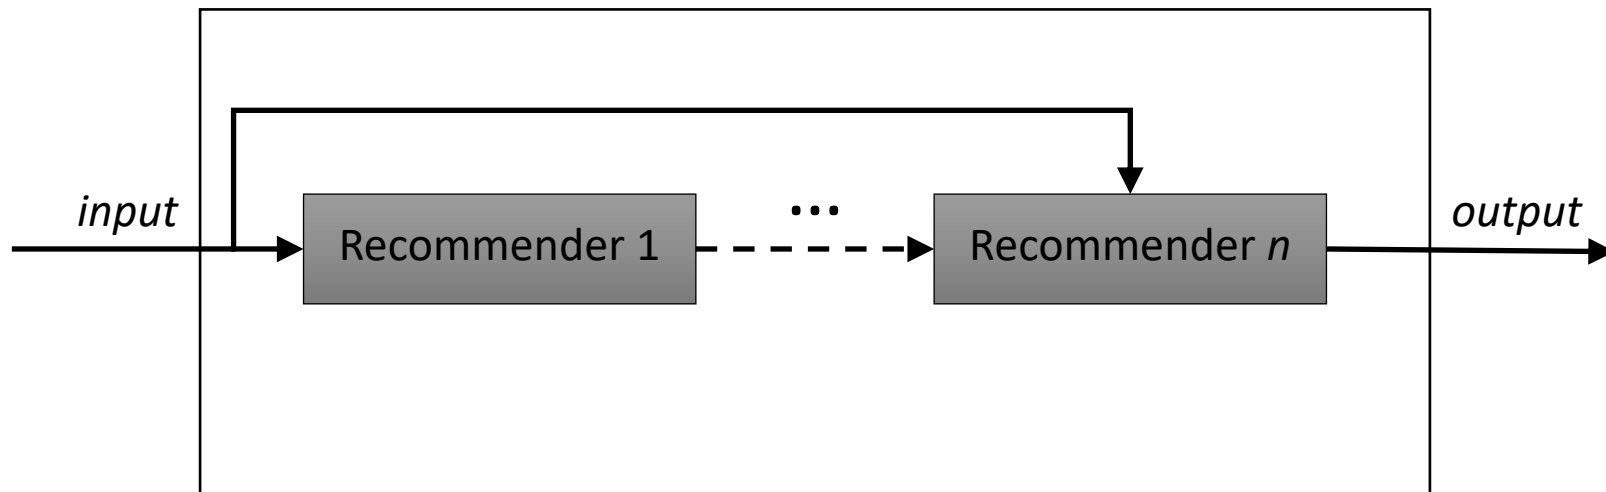 input
Recommender 1
...
Recommender n
output